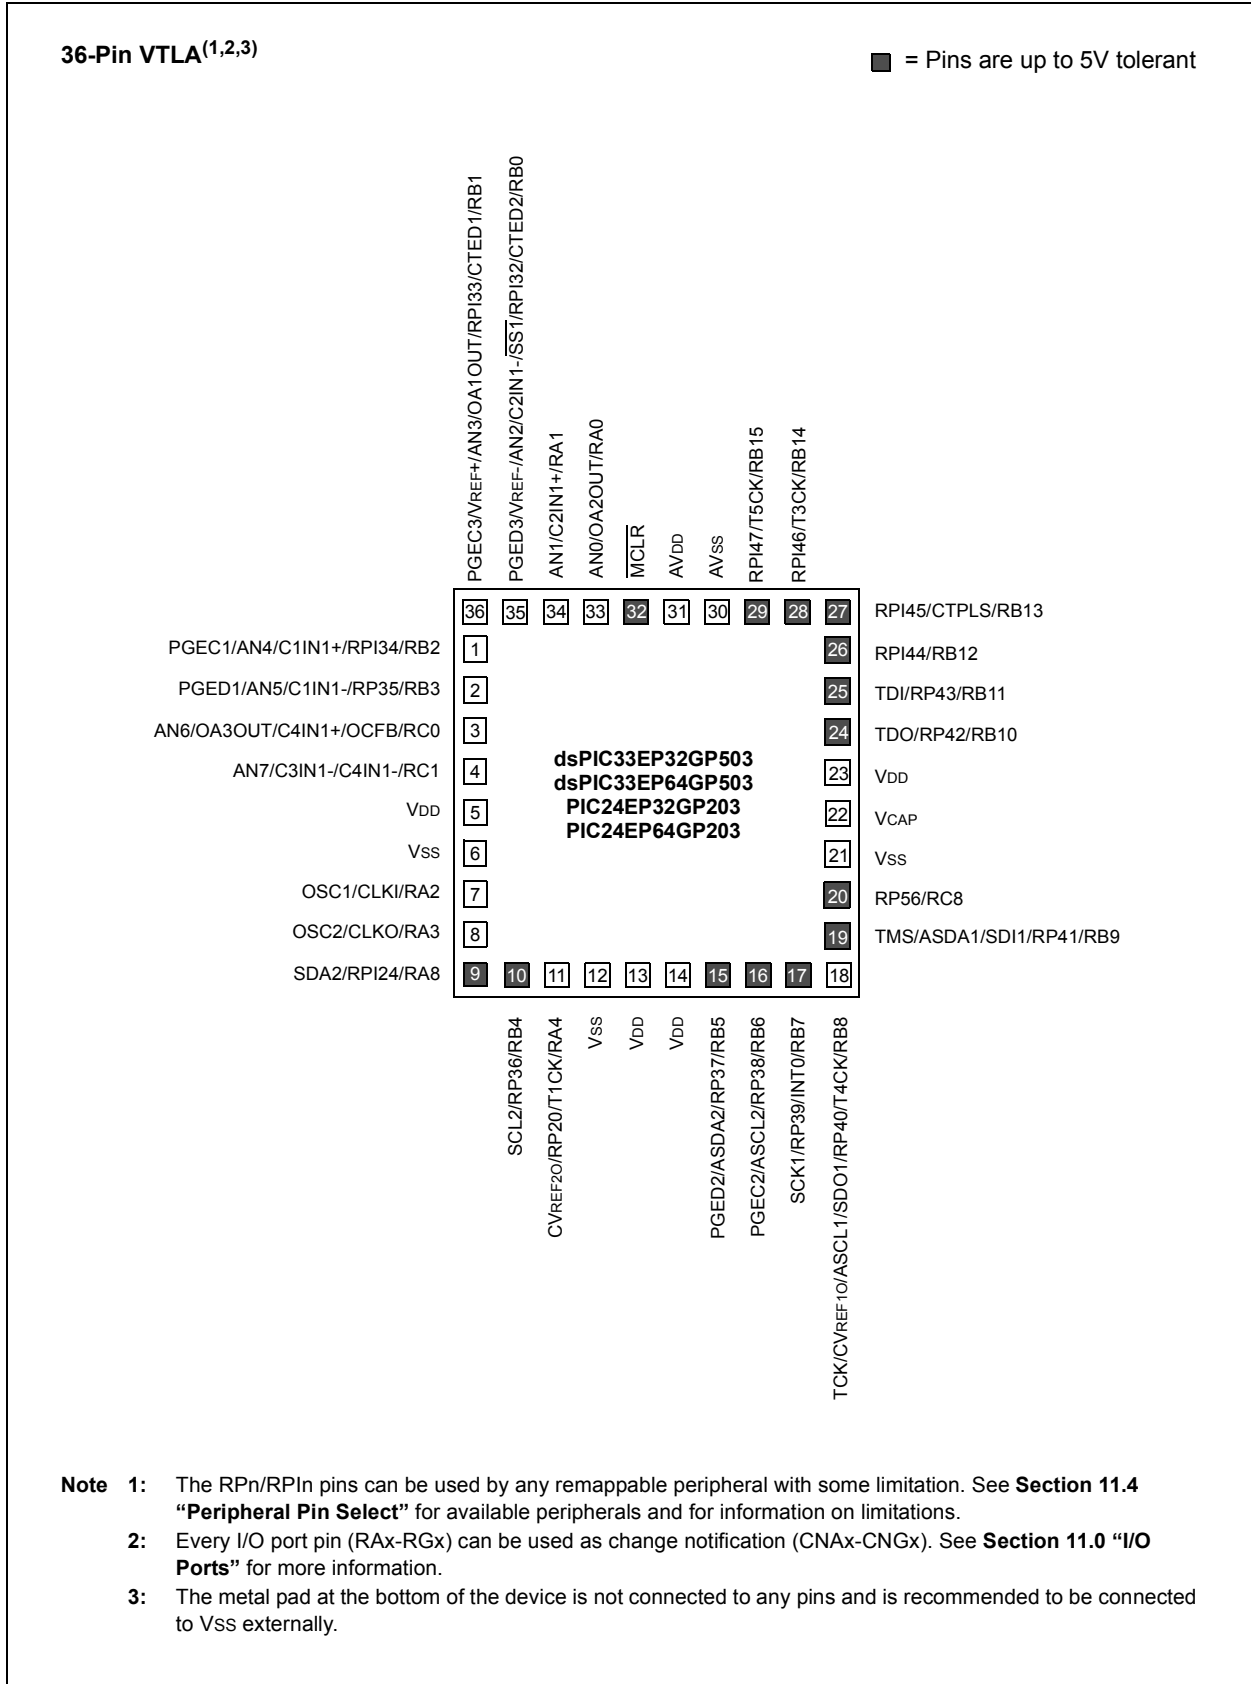 36-Pin VTLA(1,2,3)
= Pins are up to 5V tolerant
PGEC3/VREF+/AN3/OA1OUT/RPI33/CTED1/RB1
PGED3/VREF-/AN2/C2IN1-/SS1/RPI32/CTED2/RB0
AN1/C2IN1+/RA1
AN0/OA2OUT/RA0
MCLR
AVDD
AVSS
RPI47/T5CK/RB15
RPI46/T3CK/RB14
36 35 34 33 32 31 30 29 28 27 RPI45/CTPLS/RB13
PGEC1/AN4/C1IN1+/RPI34/RB2 1 26 RPI44/RB12
PGED1/AN5/C1IN1-/RP35/RB3 2 25 TDI/RP43/RB11
AN6/OA3OUT/C4IN1+/OCFB/RC0 3 24 TDO/RP42/RB10
AN7/C3IN1-/C4IN1-/RC1 4 23 VDD
VDD 5 22 VCAP
VSS 6 21 VSS
OSC1/CLKI/RA2 7 20 RP56/RC8
OSC2/CLKO/RA3 8 19 TMS/ASDA1/SDI1/RP41/RB9
dsPIC33EP32GP503
dsPIC33EP64GP503
PIC24EP32GP203
PIC24EP64GP203
SDA2/RPI24/RA8 9 10 11 12 13 14 15 16 17 18
SCL2/RP36/RB4
CVREF2O/RP20/T1CK/RA4
VSS
VDD
VDD
PGED2/ASDA2/RP37/RB5
PGEC2/ASCL2/RP38/RB6
SCK1/RP39/INT0/RB7
TCK/CVREF1O/ASCL1/SDO1/RP40/T4CK/RB8
Note 1: The RPn/RPIn pins can be used by any remappable peripheral with some limitation. See Section 11.4
“Peripheral Pin Select” for available peripherals and for information on limitations.
2: Every I/O port pin (RAx-RGx) can be used as change notification (CNAx-CNGx). See Section 11.0 “I/O
Ports” for more information.
3: The metal pad at the bottom of the device is not connected to any pins and is recommended to be connected
to VSS externally.